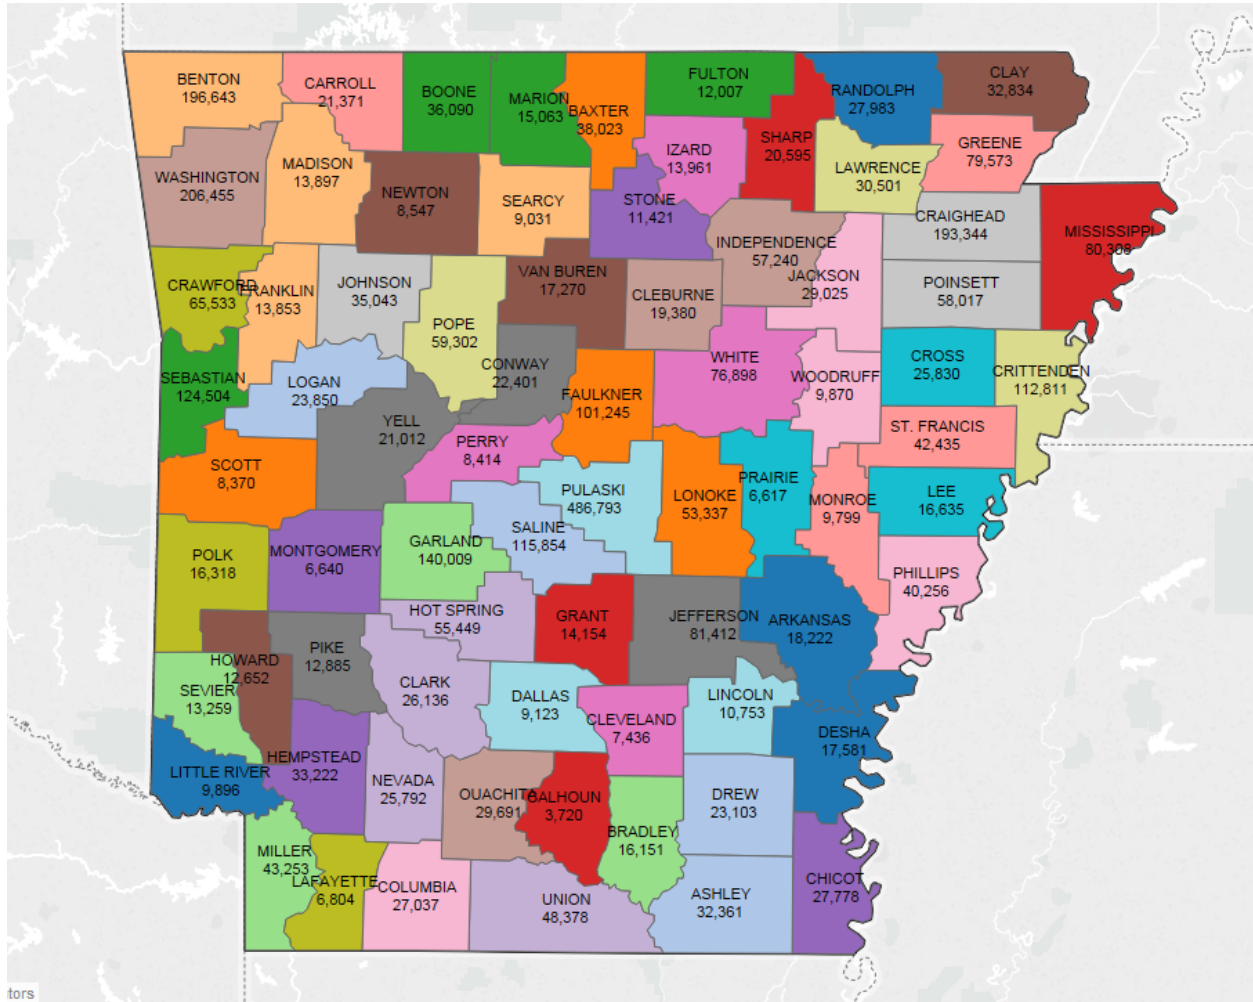 BENTON
196,643
CARROLL
21,371
BOONE
36,090
MARION
15,063
BAXTER
38,023
FULTON
12,007
SHARP
20,595
RANDOLPH
27,983
CLAY
32,834
GREENE
79,573
WASHINGTON
206,455
MADISON
13,897
NEWTON
8,547
SEARCY
9,031
STONE
11,421
IZARD
13,961
LAWRENCE
30,501
CRAIGHEAD
193,344
MISSISSIPPI
80,308
INDEPENDENCE
57,240
JACKSON
29,025
POINSETT
58,017
CRAWFORD
65,533
FRANKLIN
13,853
JOHNSON
35,043
POPE
59,302
VAN BUREN
17,270
CLEBURNE
19,380
SEBASTIAN
124,504
LOGAN
23,850
CONWAY
22,401
WHITE
76,898
WOODRUFF
9,870
CROSS
25,830
CRITTENDEN
112,811
YELL
21,012
FAULKNER
101,245
ST. FRANCIS
42,435
SCOTT
8,370
PERRY
8,414
PULASKI
486,793
LONOKE
53,337
PRAIRIE
6,617
MONROE
9,799
LEE
16,635
POLK
16,318
MONTGOMERY
6,640
GARLAND
140,009
SALINE
115,854
PHILLIPS
40,256
HOT SPRING
55,449
GRANT
14,154
JEFFERSON
81,412
ARKANSAS
18,222
HOWARD
12,652
PIKE
12,885
SEVIER
13,259
CLARK
26,136
DALLAS
9,123
CLEVELAND
7,436
LINCOLN
10,753
DESHA
17,581
LITTLE RIVER
9,896
HEMPSTEAD
33,222
NEVADA
25,792
OUACHITA
29,691
CALHOUN
3,720
BRADLEY
16,151
DREW
23,103
MILLER
43,253
LAFAYETTE
6,804
COLUMBIA
27,037
UNION
48,378
ASHLEY
32,361
CHICOT
27,778
tors